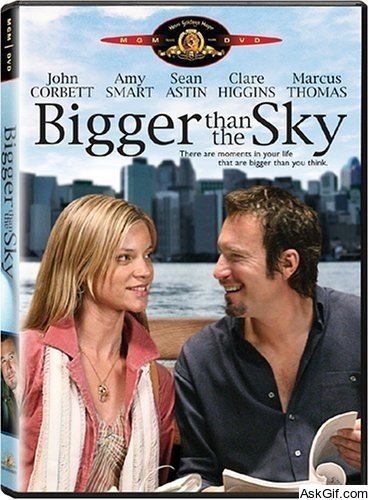 MGM DVD
John Amy Sean Clare Marcus
CORBETT SMART ASTIN HIGGINS THOMAS
Bigger than the Sky
There are moments in your life
that are bigger than you think.
MGM DVD
Bigger THAN THE Sky
AskGif.com